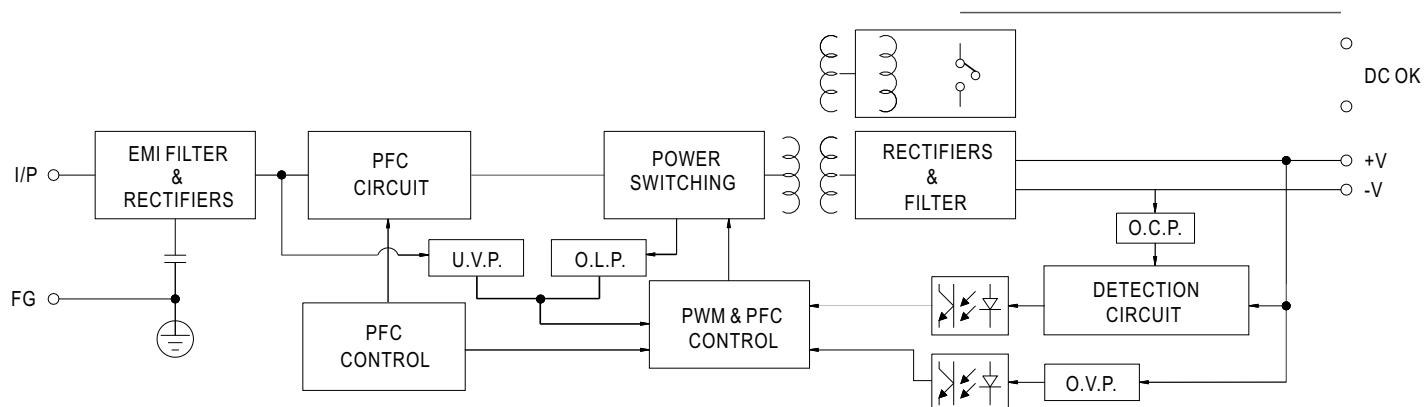 DC OK
I/P
EMI FILTER
&
RECTIFIERS
PFC
CIRCUIT
POWER
SWITCHING
RECTIFIERS
&
FILTER
+V
-V
O.C.P.
U.V.P.
O.L.P.
FG
PFC
CONTROL
PWM & PFC
CONTROL
DETECTION
CIRCUIT
O.V.P.